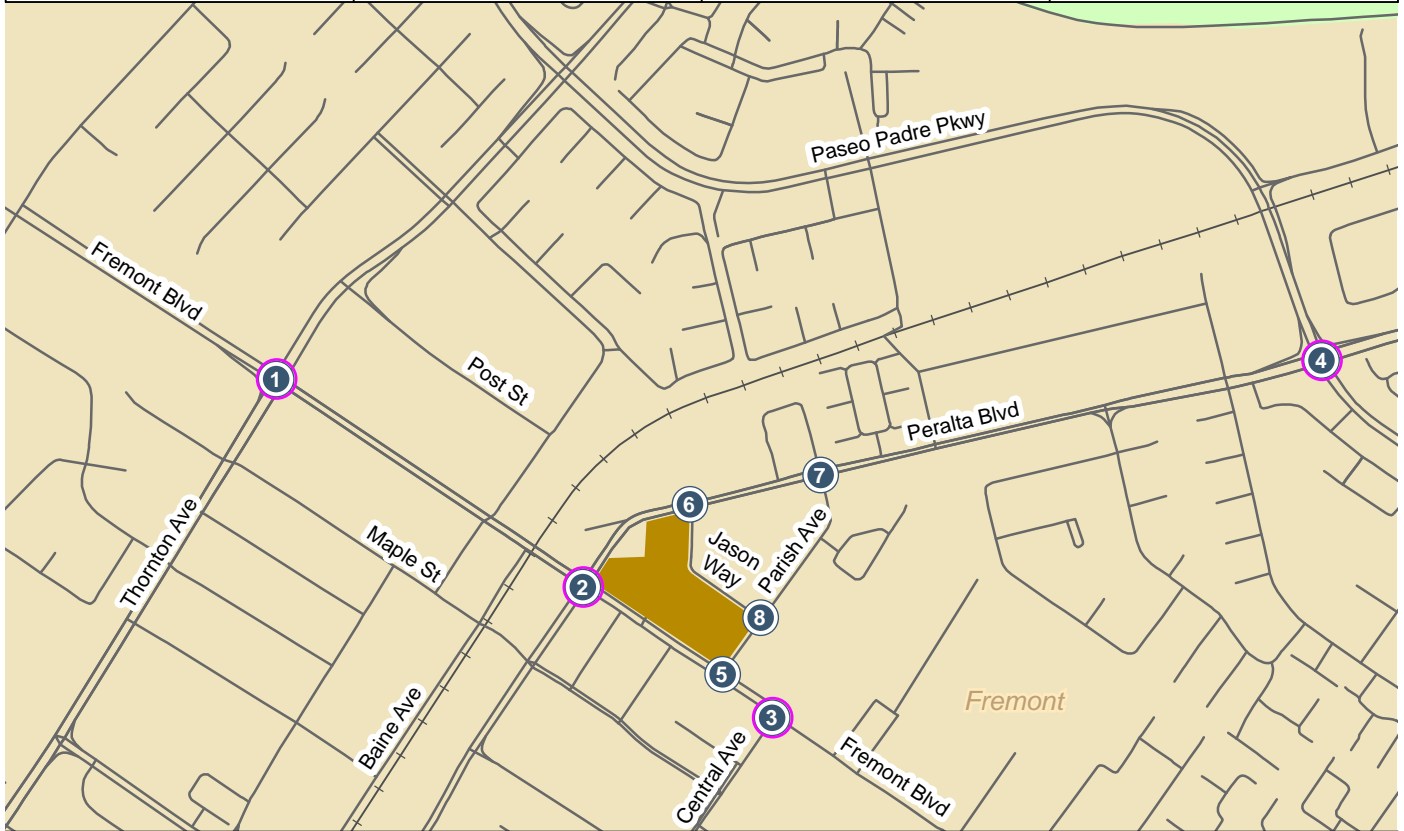 Paseo Padre Pkwy
Fremont Blvd
Post St
1
4
Peralta Blvd
7
6
Thornton Ave
Maple St
Jason
Way
Parish Ave
2
8
5
Fremont
3
Baine Ave
Central Ave
Fremont Blvd